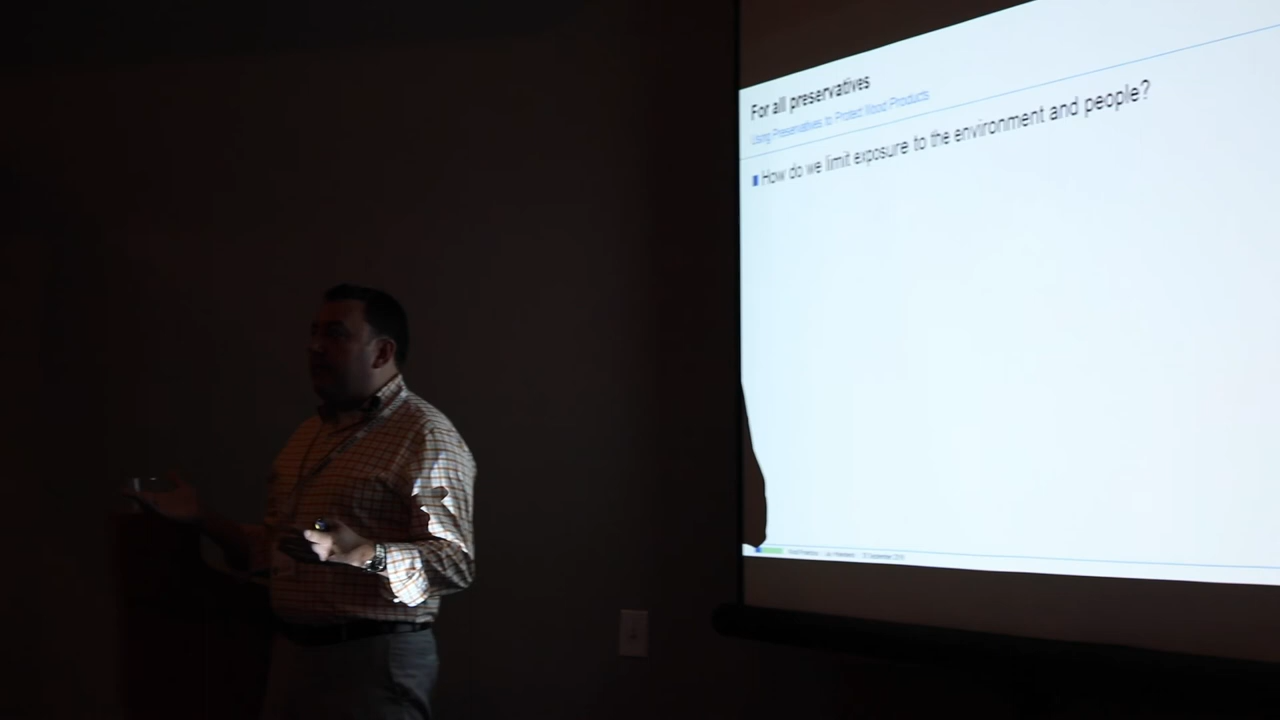 For all preservatives
Using Preservatives to Protect Wood Products
How do we limit exposure to the environment and people?